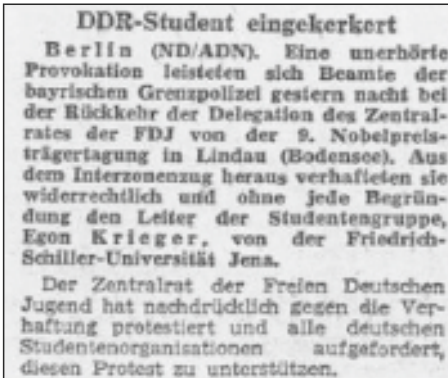 DDR-Student eingekerkert
Berlin (ND/ADN). Eine unerhörte
Provokation leisteten sich Beamte der
bayrischen Grenzpolizei gestern nacht bei
der Rückkehr der Delegation des Zentral-
rates der FDJ von der 9. Nobelpreis-
trägertagung in Lindau (Bodensee). Aus
dem Interzonenzug heraus verhafteten sie
widerrechtlich und ohne jede Begrün-
dung den Leiter der Studentengruppe,
Egon Krieger, von der Friedrich-
Schiller-Universität Jena.
Der Zentralrat der Freien Deutschen
Jugend hat nachdrücklich gegen die Ver-
haftung protestiert und alle deutschen
Studentenorganisationen aufgefordert,
diesen Protest zu unterstützen.